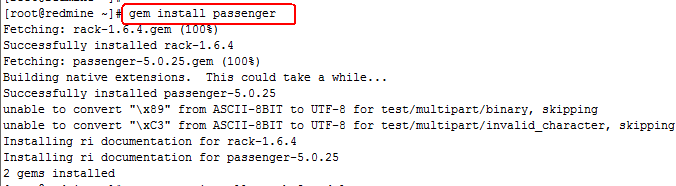 [root@redmine ~]# gem install passenger
Fetching: rack-1.6.4.gem (100%)
Successfully installed rack-1.6.4
Fetching: passenger-5.0.25.gem (100%)
Building native extensions.  This could take a while...
Successfully installed passenger-5.0.25
unable to convert "\x89" from ASCII-8BIT to UTF-8 for test/multipart/binary, skipping
unable to convert "\xC3" from ASCII-8BIT to UTF-8 for test/multipart/invalid_character, skipping
Installing ri documentation for rack-1.6.4
Installing ri documentation for passenger-5.0.25
2 gems installed